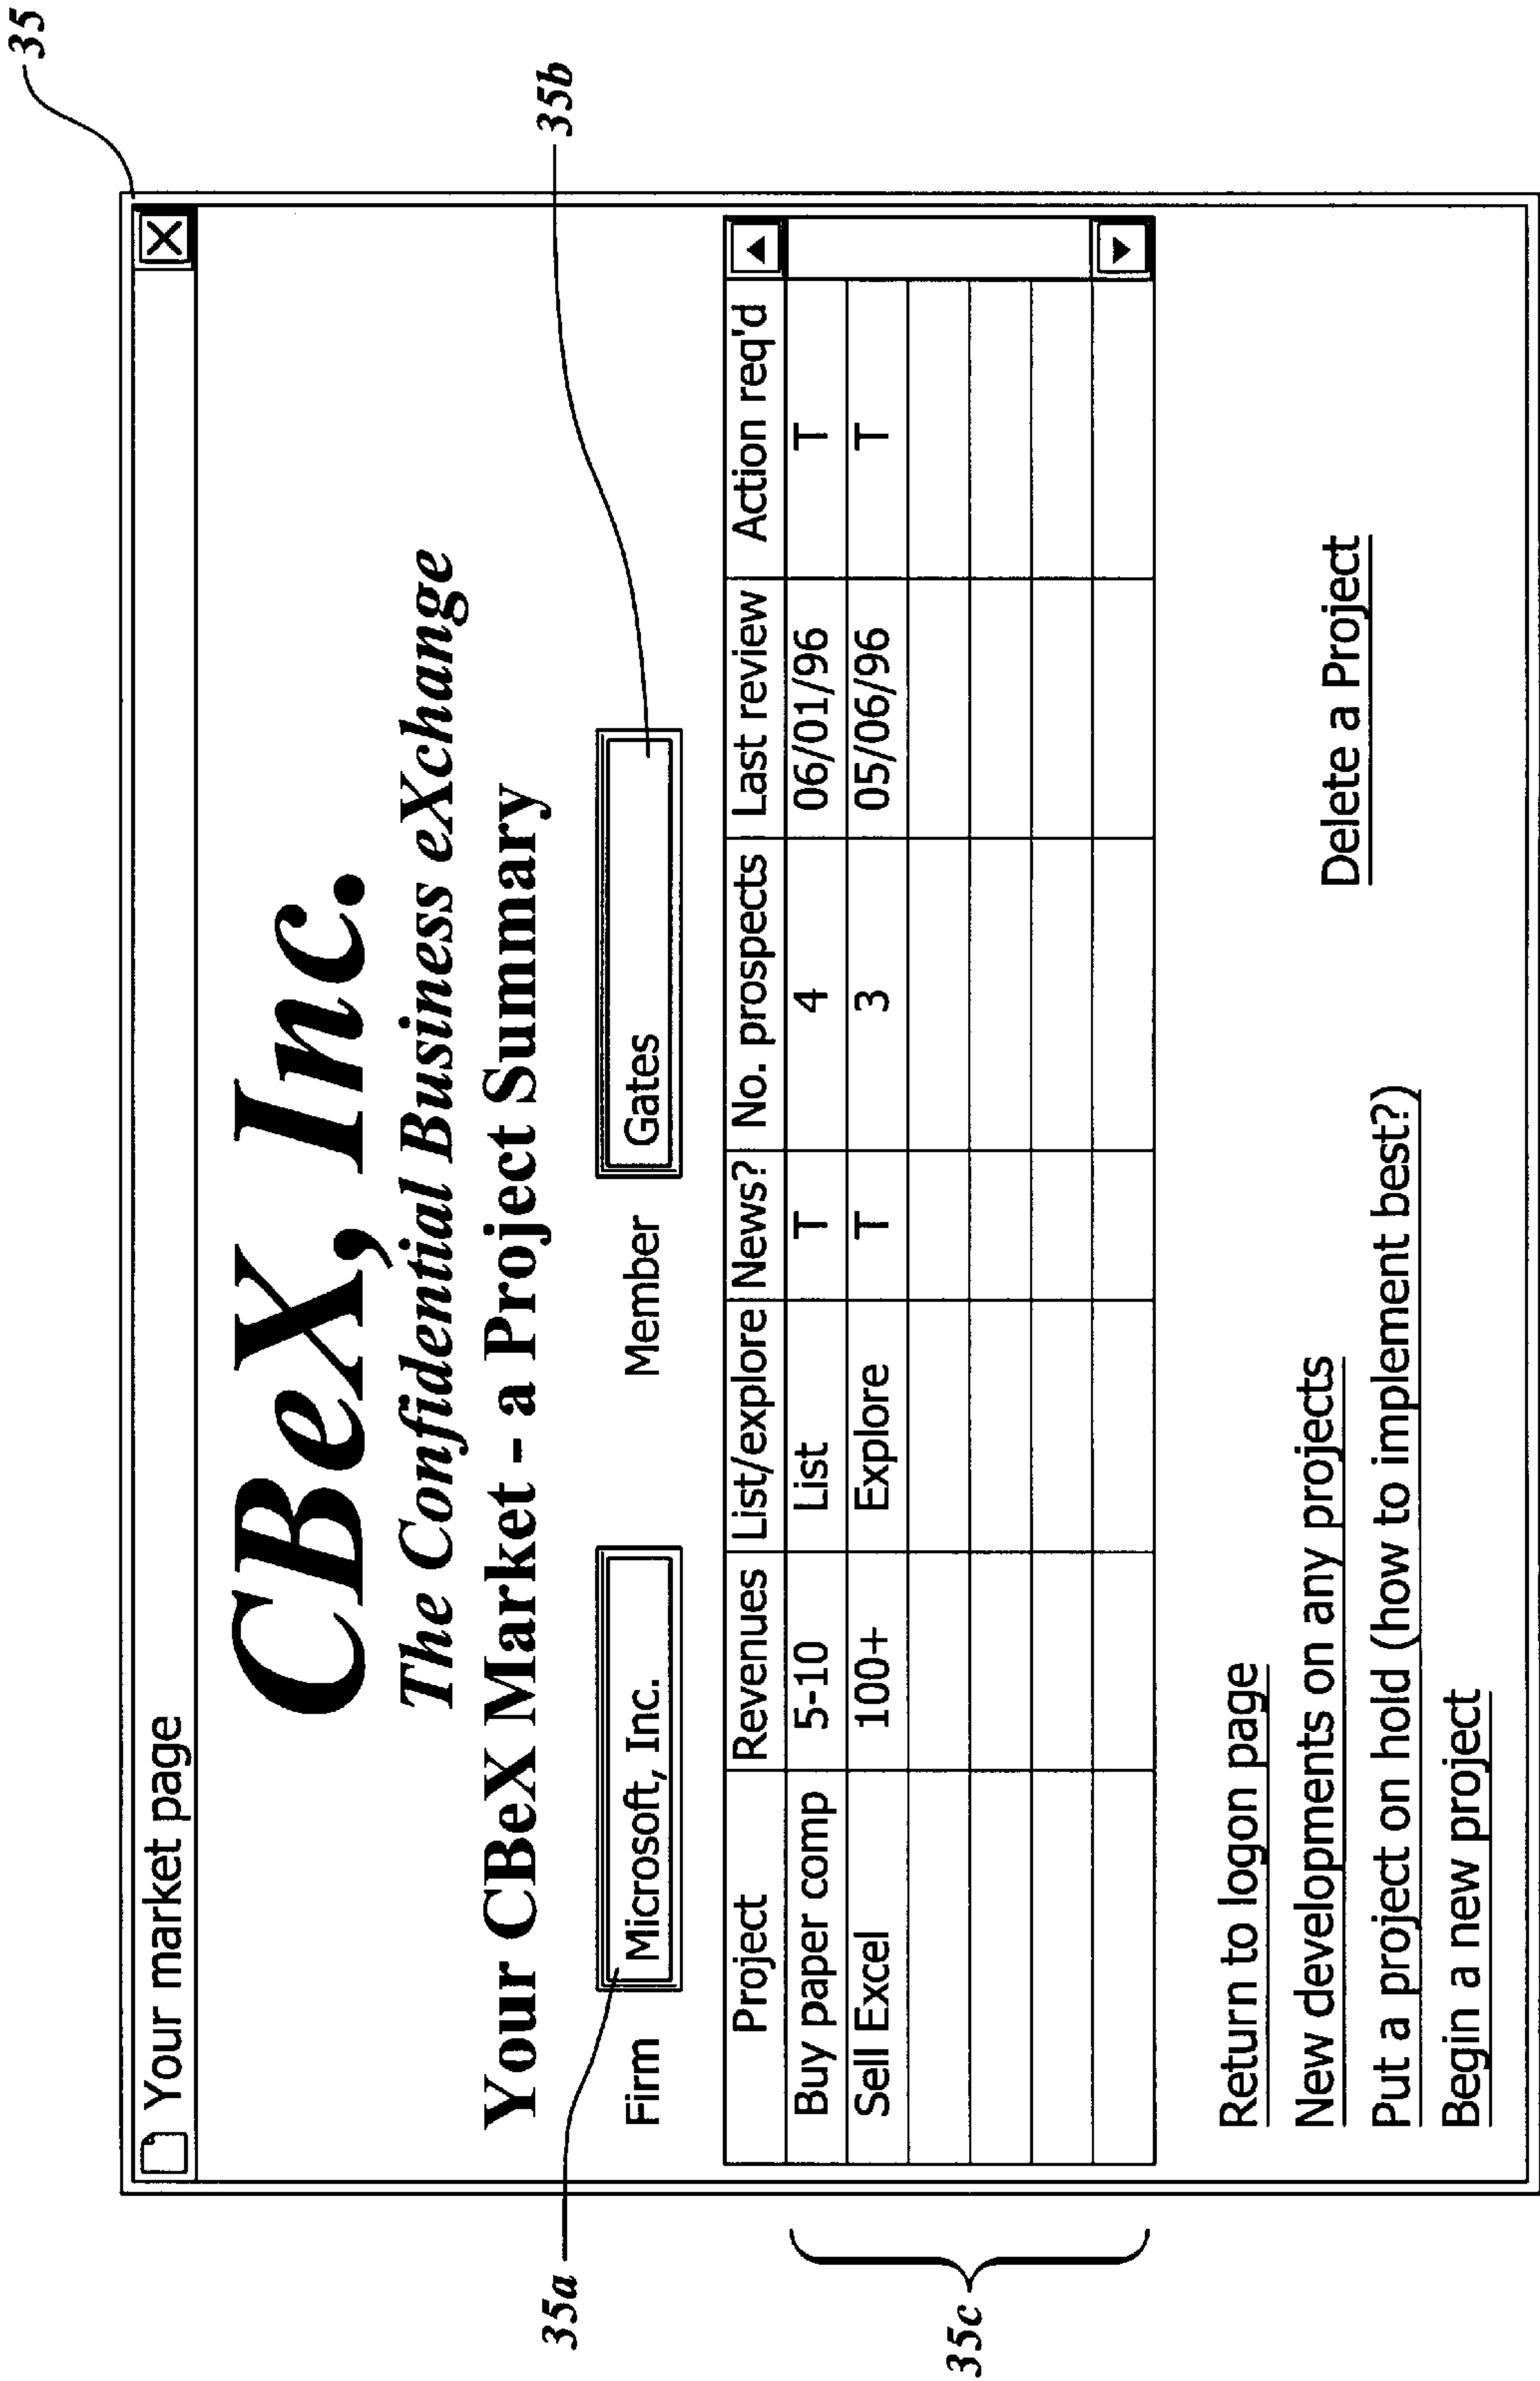 35
Your market page
CBeX, Inc.
The Confidential Business eXchange
Your CBeX Market - a Project Summary
35a
35b
Firm Microsoft, Inc. Member Gates
Project Revenues List/explore News? No. prospects Last review Action req'd
Buy paper comp 5-10 List T 4 06/01/96 T
Sell Excel 100+ Explore T 3 05/06/96 T
35c
Return to logon page
New developments on any projects
Delete a Project
Put a project on hold (how to implement best?)
Begin a new project